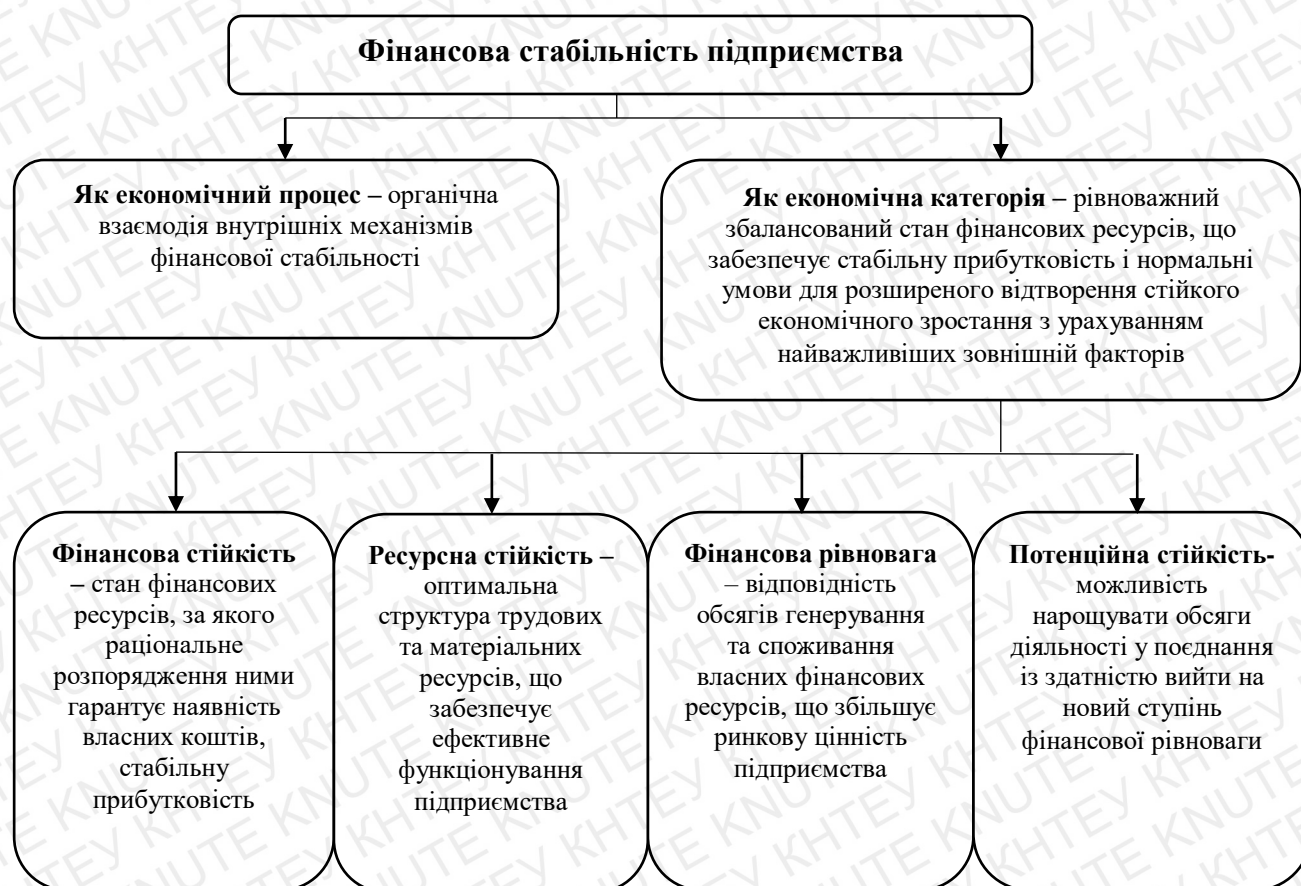 Фінансова стабільність підприємства
Як економічний процес – органічна
взаємодія внутрішніх механізмів
фінансової стабільності
Як економічна категорія – рівноважний
збалансований стан фінансових ресурсів, що
забезпечує стабільну прибутковість і нормальні
умови для розширеного відтворення стійкого
економічного зростання з урахуванням
найважливіших зовнішній факторів
Фінансова стійкість
– стан фінансових
ресурсів, за якого
раціональне
розпорядження ними
гарантує наявність
власних коштів,
стабільну
прибутковість
Ресурсна стійкість –
оптимальна
структура трудових
та матеріальних
ресурсів, що
забезпечує
ефективне
функціонування
підприємства
Фінансова рівновага
– відповідність
обсягів генерування
та споживання
власних фінансових
ресурсів, що збільшує
ринкову цінність
підприємства
Потенційна стійкість-
можливість
нарощувати обсяги
діяльності у поєднання
із здатністю вийти на
новий ступінь
фінансової рівноваги